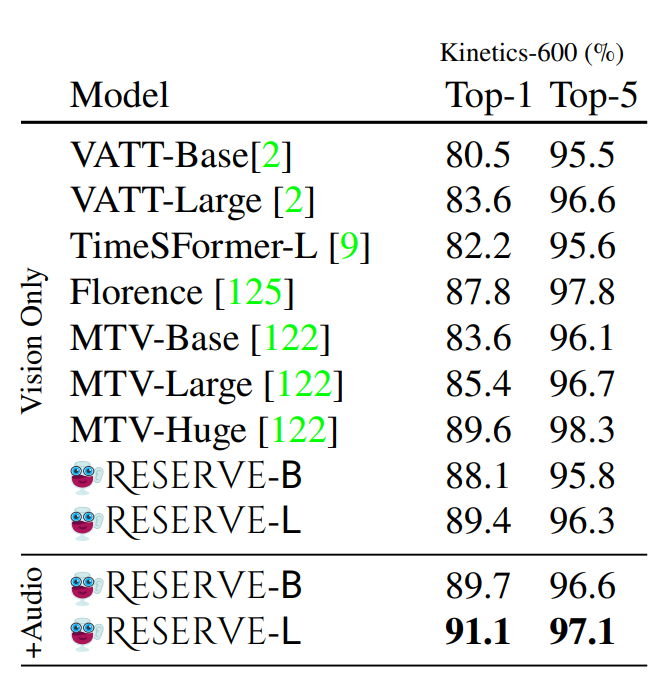 Kinetics-600 (%)
Model Top-1 Top-5
Vision Only
VATT-Base[2] 80.5 95.5
VATT-Large [2] 83.6 96.6
TimeSFormer-L [9] 82.2 95.6
Florence [125] 87.8 97.8
MTV-Base [122] 83.6 96.1
MTV-Large [122] 85.4 96.7
MTV-Huge [122] 89.6 98.3
RESERVE-B 88.1 95.8
RESERVE-L 89.4 96.3
+Audio
RESERVE-B 89.7 96.6
RESERVE-L 91.1 97.1